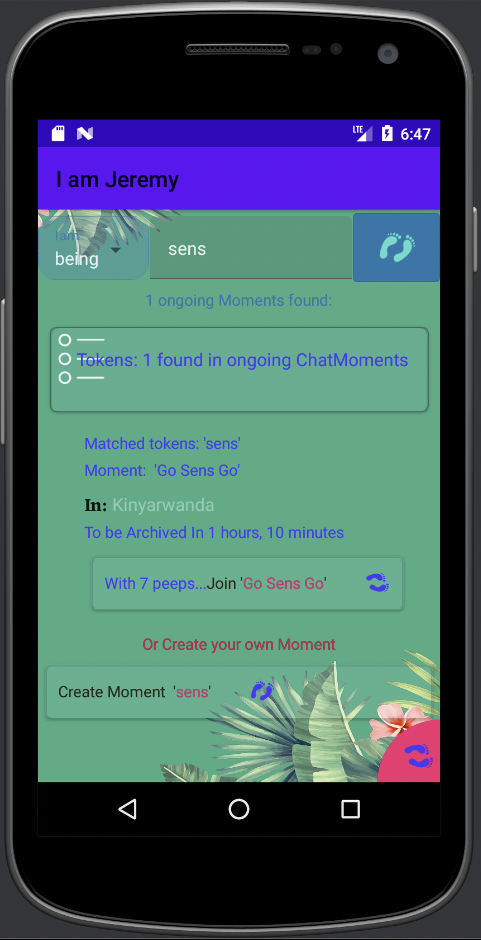 LTE 6:47
I am Jeremy
I am
being
sens
1 ongoing Moments found:
Tokens: 1 found in ongoing ChatMoments
Matched tokens: 'sens'
Moment: 'Go Sens Go'
In: Kinyarwanda
To be Archived In 1 hours, 10 minutes
With 7 peeps...Join 'Go Sens Go'
Or Create your own Moment
Create Moment 'sens'